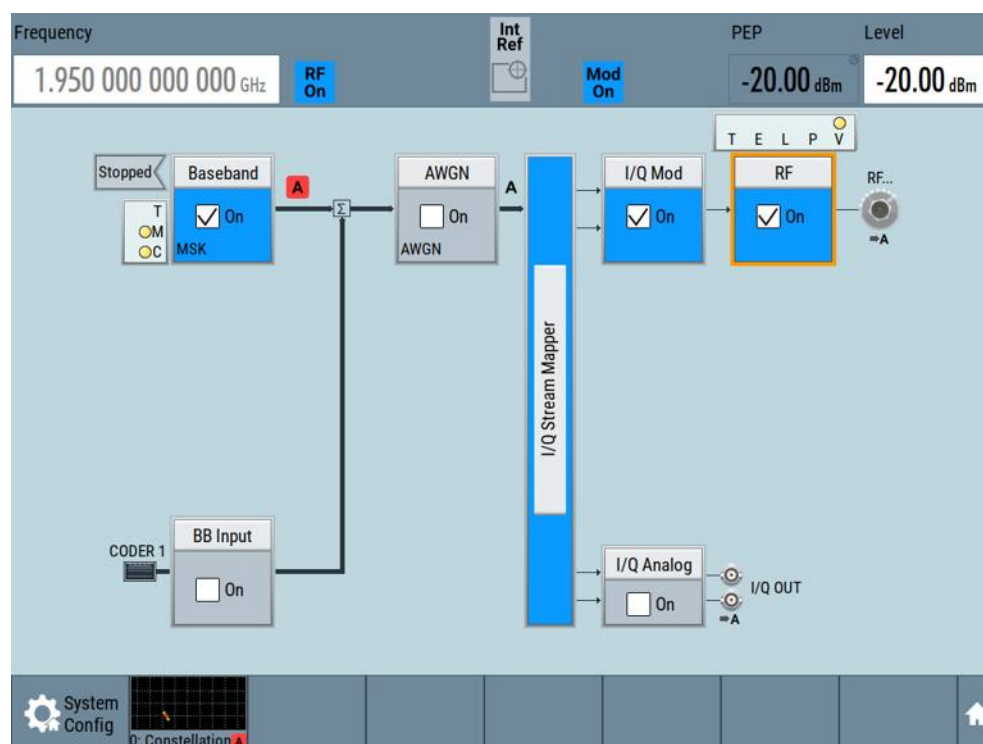 Frequency
Int
Ref
PEP
Level
1.950 000 000 000 GHz
RF
On
Mod
On
-20.00 dBm
-20.00 dBm
T E L P V
Stopped
Baseband
A
AWGN
A
I/Q Mod
RF
RF...
T
M
C
On
Σ
On
On
On
MSK
AWGN
⇒A
I/Q Stream Mapper
BB Input
CODER 1
On
I/Q Analog
On
I/Q OUT
⇒A
System
Config
0: Constellation A